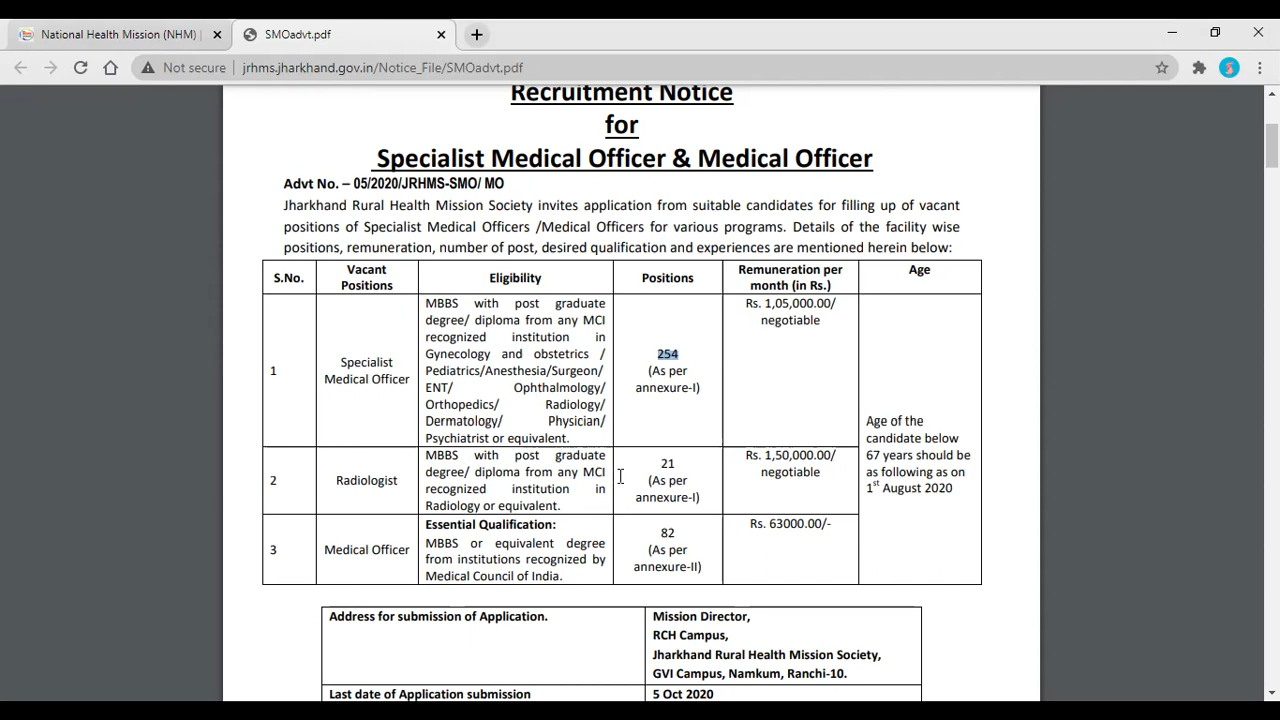 National Health Mission (NHM) |
SMOadvt.pdf
Not secure | jrhms.jharkhand.gov.in/Notice_File/SMOadvt.pdf
Recruitment Notice
for
Specialist Medical Officer & Medical Officer
Advt No. – 05/2020/JRHMS-SMO/ MO
Jharkhand Rural Health Mission Society invites application from suitable candidates for filling up of vacant
positions of Specialist Medical Officers /Medical Officers for various programs. Details of the facility wise
positions, remuneration, number of post, desired qualification and experiences are mentioned herein below:
S.No.
Vacant
Positions
Eligibility
Positions
Remuneration per
month (in Rs.)
Age
1
Specialist
Medical Officer
MBBS with post graduate
degree/ diploma from any MCI
recognized institution in
Gynecology and obstetrics /
Pediatrics/Anesthesia/Surgeon/
ENT/ Ophthalmology/
Orthopedics/ Radiology/
Dermatology/ Physician/
Psychiatrist or equivalent.
254
(As per
annexure-I)
Rs. 1,05,000.00/
negotiable
Age of the
candidate below
67 years should be
as following as on
1st August 2020
2
Radiologist
MBBS with post graduate
degree/ diploma from any MCI
recognized institution in
Radiology or equivalent.
21
(As per
annexure-I)
Rs. 1,50,000.00/
negotiable
3
Medical Officer
Essential Qualification:
MBBS or equivalent degree
from institutions recognized by
Medical Council of India.
82
(As per
annexure-II)
Rs. 63000.00/-
Address for submission of Application.
Mission Director,
RCH Campus,
Jharkhand Rural Health Mission Society,
GVI Campus, Namkum, Ranchi-10.
Last date of Application submission
5 Oct 2020